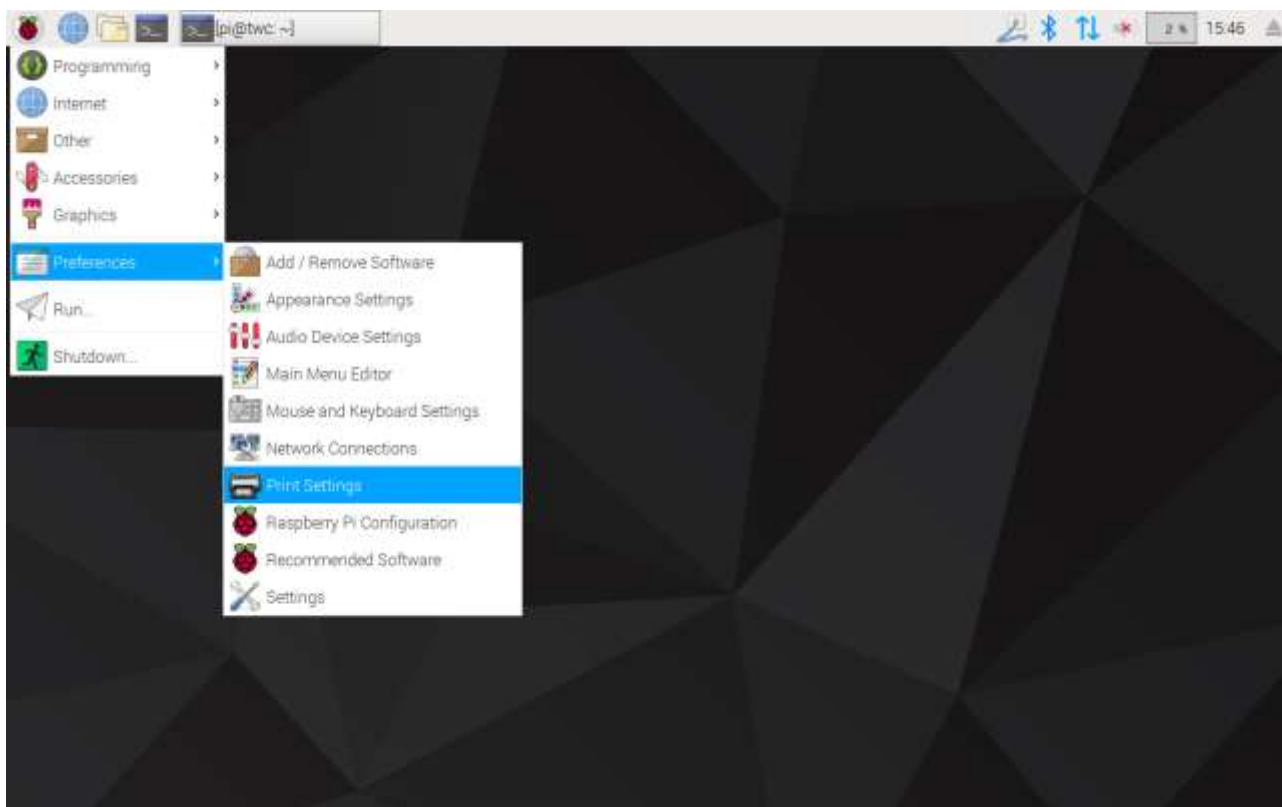 [pi@twc: ~]
2 %
15:46
Programming
Internet
Other
Accessories
Graphics
Preferences
Run...
Shutdown...
Add / Remove Software
Appearance Settings
Audio Device Settings
Main Menu Editor
Mouse and Keyboard Settings
Network Connections
Print Settings
Raspberry Pi Configuration
Recommended Software
Settings